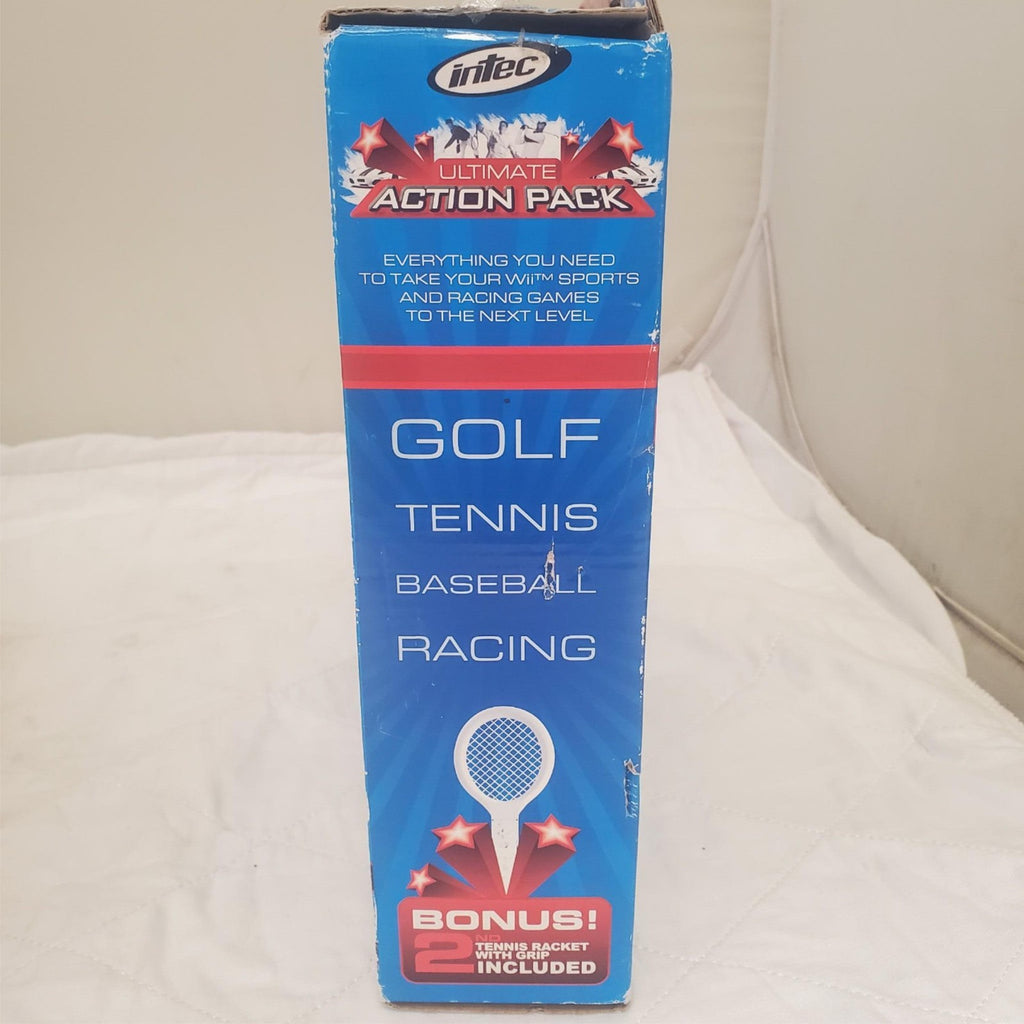 intec
ULTIMATE
ACTION PACK
EVERYTHING YOU NEED
TO TAKE YOUR Wii™ SPORTS
AND RACING GAMES
TO THE NEXT LEVEL
GOLF
TENNIS
BASEBALL
RACING
BONUS!
2ND TENNIS RACKET
WITH GRIP
INCLUDED